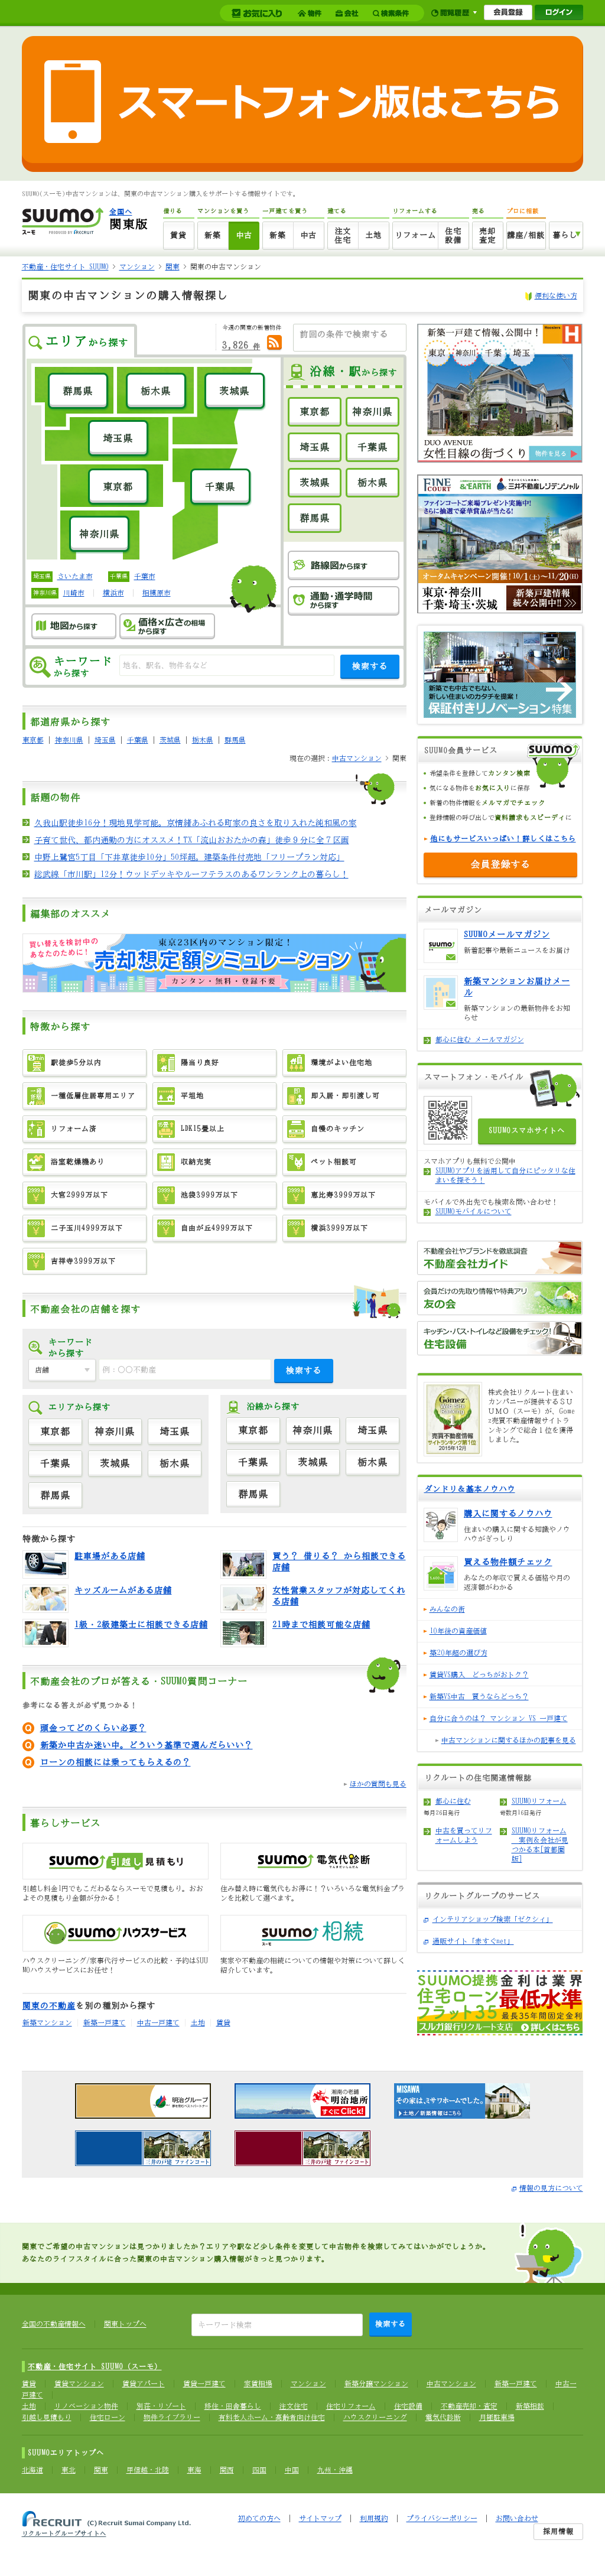 お気に入り 物件 会社 検索条件 閲覧履歴 会員登録 ログイン
スマートフォン版はこちら
SUUMO(スーモ)中古マンションは、関東の中古マンション購入をサポートする情報サイトです。
SUUMO
スーモ
全国へ
関東版
借りる マンションを買う 一戸建てを買う 建てる リフォームする 売る プロに相談
賃貸 新築 中古 新築 中古 注文住宅 土地 リフォーム 住宅設備 売却査定 講座/相談 暮らし
不動産・住宅サイト SUUMO > マンション > 関東 > 関東の中古マンション
関東の中古マンションの購入情報探し
便利な使い方
エリアから探す
今週の関東の新着物件
3,826 件
前回の条件で検索する
群馬県 栃木県 茨城県
埼玉県
東京都 千葉県
神奈川県
埼玉県 さいたま市 千葉県 千葉市
神奈川県 川崎市 横浜市 相模原市
地図から探す
価格×広さの相場から探す
沿線・駅から探す
東京都 神奈川県
埼玉県 千葉県
茨城県 栃木県
群馬県
路線図から探す
通勤・通学時間から探す
キーワードから探す
地名、駅名、物件名など
検索する
新築一戸建て情報、公開中！
東京 神奈川 千葉 埼玉
DUO AVENUE
女性目線の街づくり
物件を見る
FINE COURT
&EARTH 三井不動産レジデンシャル
ファインコートご来場プレゼント実施中！
さらに抽選で豪華賞品が当たる！
オータムキャンペーン開催！10/1(土)～11/20(日)
東京・神奈川
千葉・埼玉・茨城
新築戸建情報
続々公開中!!
新築でも中古でもない、
新しい住まいのカタチを提案！
保証付きリノベーション特集
都道府県から探す
東京都 | 神奈川県 | 埼玉県 | 千葉県 | 茨城県 | 栃木県 | 群馬県
現在の選択：中古マンション > 関東
話題の物件
久我山駅徒歩16分！現地見学可能。京情緒あふれる町家の良さを取り入れた純和風の家
子育て世代、都内通勤の方にオススメ！TX「流山おおたかの森」徒歩９分に全７区画
中野上鷺宮5丁目「下井草徒歩10分」50坪超。建築条件付売地「フリープラン対応」
総武線「市川駅」12分！ウッドデッキやルーフテラスのあるワンランク上の暮らし！
編集部のオススメ
買い替えを検討中のあなたのために！
東京23区内のマンション限定！
売却想定額シミュレーション
カンタン・無料・登録不要
特徴から探す
駅徒歩5分以内 陽当り良好 環境がよい住宅地
一種低層住居専用エリア 平坦地 即入居・即引渡し可
リフォーム済 LDK15畳以上 自慢のキッチン
浴室乾燥機あり 収納充実 ペット相談可
大宮2999万以下 池袋3999万以下 恵比寿3999万以下
二子玉川4999万以下 自由が丘4999万以下 横浜3999万以下
吉祥寺3999万以下
不動産会社の店舗を探す
キーワードから探す
店舗 例：〇〇不動産 検索する
エリアから探す
東京都 神奈川県 埼玉県
千葉県 茨城県 栃木県
群馬県
沿線から探す
東京都 神奈川県 埼玉県
千葉県 茨城県 栃木県
群馬県
特徴から探す
駐車場がある店舗
買う？ 借りる？ から相談できる店舗
キッズルームがある店舗
女性営業スタッフが対応してくれる店舗
1級・2級建築士に相談できる店舗
21時まで相談可能な店舗
不動産会社のプロが答える・SUUMO質問コーナー
参考になる答えが必ず見つかる！
頭金ってどのくらい必要？
新築か中古か迷い中。どういう基準で選んだらいい？
ローンの相談には乗ってもらえるの？
ほかの質問も見る
暮らしサービス
suumo引越し見積もり
引越し料金1円でもこだわるならスーモで見積もり。おおよその見積もり金額が分かる！
suumo電気代診断
住み替え時に電気代もお得に！？いろいろな電気料金プランを比較して選べます。
suumoハウスサービス
ハウスクリーニング/家事代行サービスの比較・予約はSUUMOハウスサービスにお任せ！
suumo相続
実家や不動産の相続についての情報や対策について詳しく紹介しています。
関東の不動産を別の種別から探す
新築マンション 新築一戸建て 中古一戸建て 土地 賃貸
SUUMO会員サービス
希望条件を登録してカンタン検索
気になる物件をお気に入りに保存
新着の物件情報をメルマガでチェック
登録情報の呼び出しで資料請求もスピーディに
他にもサービスいっぱい！詳しくはこちら
会員登録する
メールマガジン
SUUMOメールマガジン
新着記事や最新ニュースをお届け
新築マンションお届けメール
新築マンションの最新物件をお知らせ
都心に住む メールマガジン
スマートフォン・モバイル
SUUMOスマホサイトへ
スマホアプリも無料で公開中
SUUMOアプリを活用して自分にピッタリな住まいを探そう！
モバイルで外出先でも検索＆問い合わせ！
SUUMOモバイルについて
不動産会社やブランドを徹底調査
不動産会社ガイド
会員だけの先取り情報や特典アリ
友の会
キッチン・バス・トイレなど設備をチェック！
住宅設備
Gomez
売買不動産情報
サイトランキング第1位
2015年12月
株式会社リクルート住まいカンパニーが提供するＳＵＵＭＯ（スーモ）が、Gomez売買不動産情報サイトランキングで総合１位を獲得しました。
ダンドリ＆基本ノウハウ
購入に関するノウハウ
住まいの購入に関する知識やノウハウがぎっしり
買える物件額チェック
あなたの年収で買える価格や月の返済額がわかる
みんなの街
10年後の資産価値
築20年超の選び方
賃貸VS購入　どっちがおトク？
新築VS中古　買うならどっち？
自分に合うのは？ マンション VS 一戸建て
中古マンションに関するほかの記事を見る
リクルートの住宅関連情報誌
都心に住む
毎月26日発行
SUUMOリフォーム
奇数月16日発行
中古を買ってリフォームしよう
SUUMOリフォーム　実例＆会社が見つかる本[首都圏版]
リクルートグループのサービス
インテリアショップ検索「ゼクシィ」
通販サイト「赤すぐnet」
SUUMO提携 金利は業界
住宅ローン 最低水準
フラット35 最長35年間固定金利
スルガ銀行リクルート支店 詳しくはこちら
明治グループ
湘南の老舗 明治地所 すぐにClick!
MISAWA その家は、ミサワホームでした。
土地／新築情報はこちら
三井の戸建 ファインコート
三井の戸建 ファインコート
情報の見方について
関東でご希望の中古マンションは見つかりましたか？エリアや駅など少し条件を変更して中古物件を検索してみてはいかがでしょうか。
あなたのライフスタイルに合った関東の中古マンション購入情報がきっと見つかります。
全国の不動産情報へ 関東トップへ キーワード検索 検索する
不動産・住宅サイト SUUMO（スーモ）
賃貸 賃貸マンション 賃貸アパート 賃貸一戸建て 家賃相場 マンション 新築分譲マンション 中古マンション 新築一戸建て 中古一戸建て
土地 リノベーション物件 別荘・リゾート 移住・田舎暮らし 注文住宅 住宅リフォーム 住宅設備 不動産売却・査定 新築相談
引越し見積もり 住宅ローン 物件ライブラリー 有料老人ホーム・高齢者向け住宅 ハウスクリーニング 電気代診断 月極駐車場
SUUMOエリアトップへ
北海道 東北 関東 甲信越・北陸 東海 関西 四国 中国 九州・沖縄
RECRUIT (C) Recruit Sumai Company Ltd.
リクルートグループサイトへ
初めての方へ | サイトマップ | 利用規約 | プライバシーポリシー | お問い合わせ
採用情報